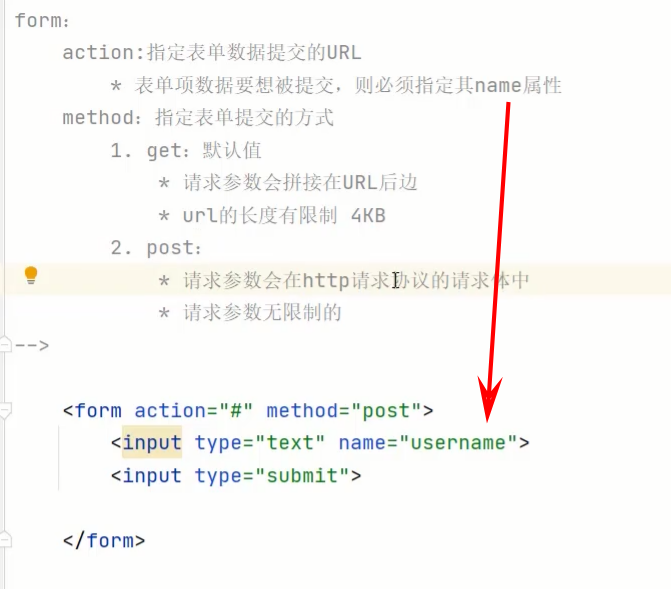 form:
action:指定表单数据提交的URL
* 表单项数据要想被提交，则必须指定其name属性
method：指定表单提交的方式
1. get：默认值
* 请求参数会拼接在URL后边
* url的长度有限制 4KB
2. post：
* 请求参数会在http请求协议的请求体中
* 请求参数无限制的
-->
<form action="#" method="post">
<input type="text" name="username">
<input type="submit">
</form>